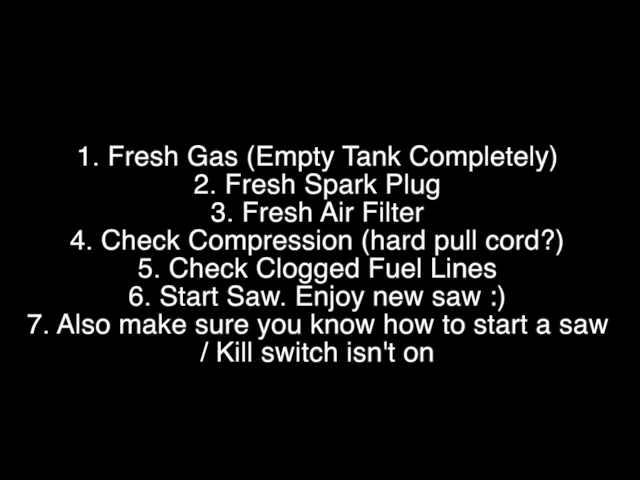 1. Fresh Gas (Empty Tank Completely)
2. Fresh Spark Plug
3. Fresh Air Filter
4. Check Compression (hard pull cord?)
5. Check Clogged Fuel Lines
6. Start Saw. Enjoy new saw :)
7. Also make sure you know how to start a saw
/ Kill switch isn't on